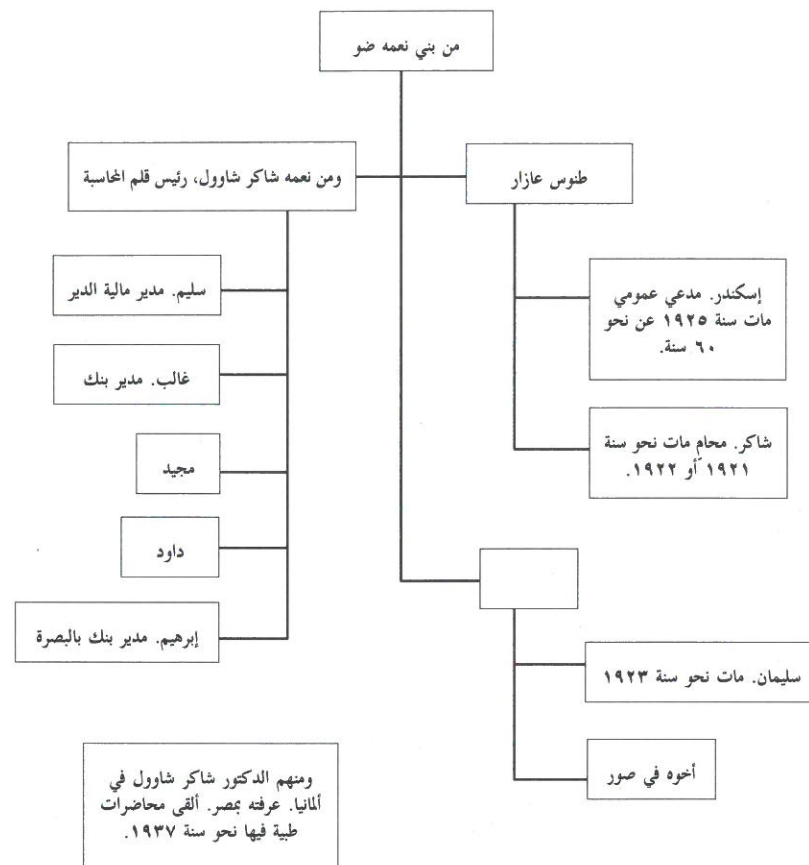 من بني نعمه ضو
طنوس عازار
ومن نعمه شاكر شاوول، رئيس قلم المحاسبة
إسكندر. مدعي عمومي
مات سنة ١٩٢٥ عن نحو
٦٠ سنة.
شاكر. محامٍ مات نحو سنة
١٩٢١ أو ١٩٢٢.
سليم. مدير مالية الدير
غالب. مدير بنك
مجيد
داود
إبرهيم. مدير بنك بالبصرة
سليمان. مات نحو سنة ١٩٢٣
أخوه في صور
ومنهم الدكتور شاكر شاوول في
ألمانيا. عرفته بمصر. ألقى محاضرات
طبية فيها نحو سنة ١٩٣٧.